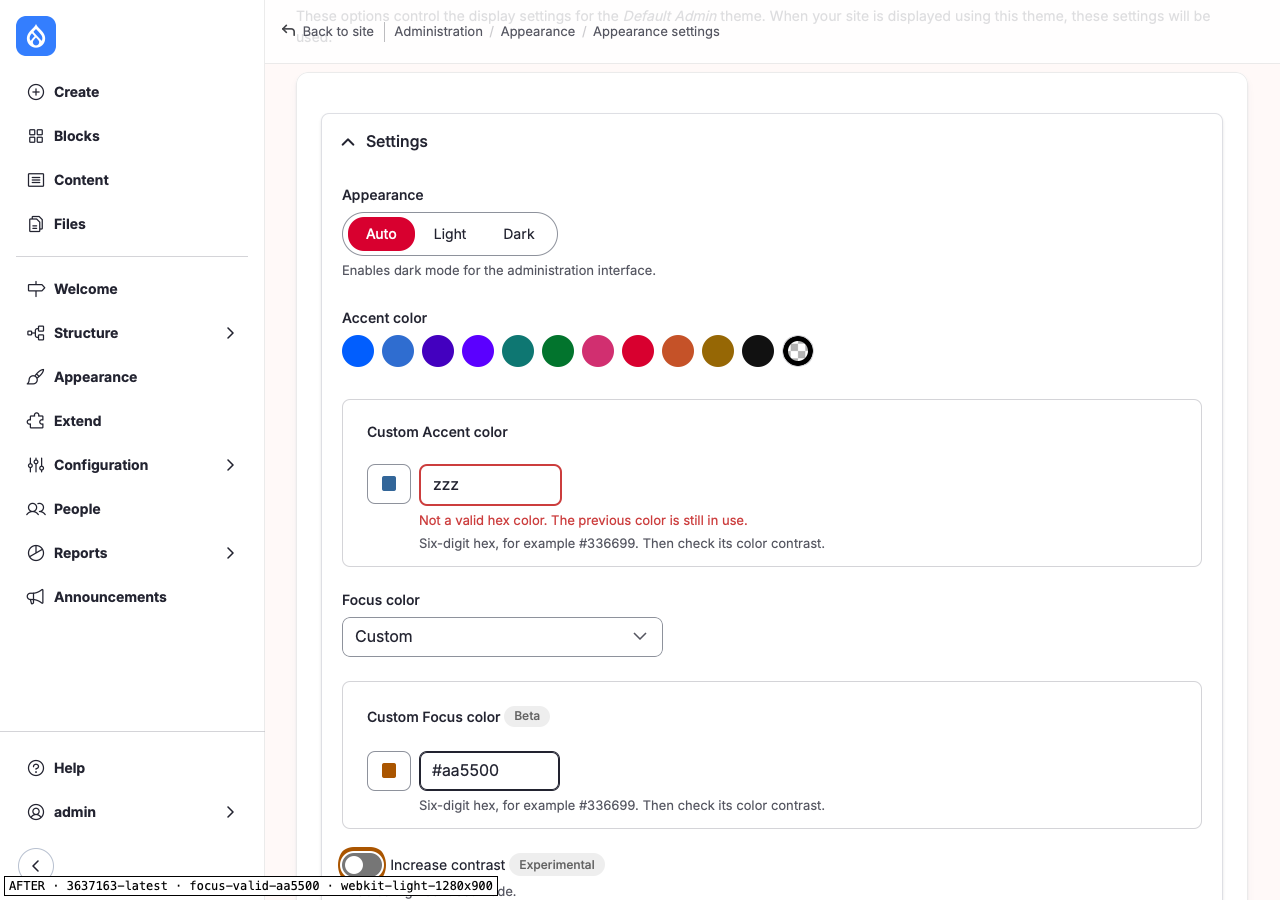 These options control the display settings for the Default Admin theme. When your site is displayed using this theme, these settings will be
used.
Back to site
Administration / Appearance / Appearance settings
Create
Blocks
Content
Files
Welcome
Structure
Appearance
Extend
Configuration
People
Reports
Announcements
Help
admin
Settings
Appearance
Auto Light Dark
Enables dark mode for the administration interface.
Accent color
Custom Accent color
zzz
Not a valid hex color. The previous color is still in use.
Six-digit hex, for example #336699. Then check its color contrast.
Focus color
Custom
Custom Focus color Beta
#aa5500
Six-digit hex, for example #336699. Then check its color contrast.
Increase contrast Experimental
AFTER · 3637163-latest · focus-valid-aa5500 · webkit-light-1280x900